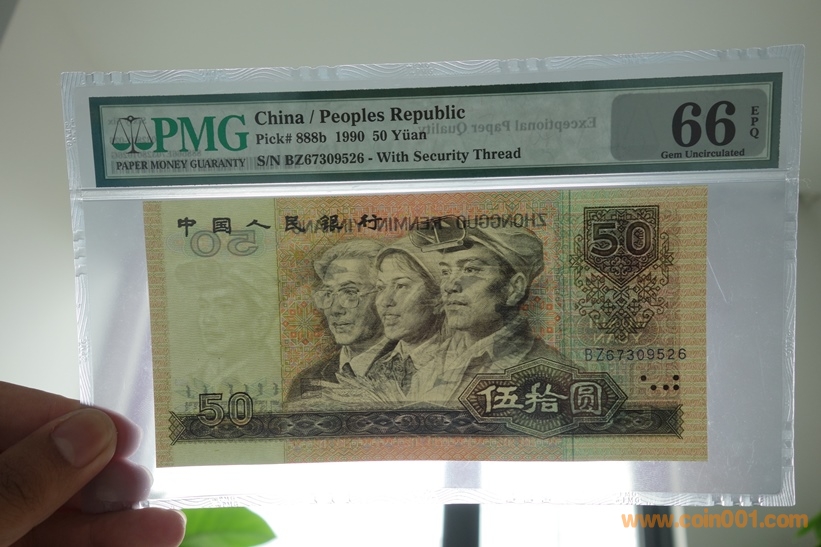 PMG
PAPER MONEY GUARANTY
China / Peoples Republic
Pick# 888b 1990 50 Yüan
S/N BZ67309526 - With Security Thread
Exceptional Paper Quality
66
EPQ
Gem Uncirculated
中國人民銀行
ZHONGGUO RENMIN YINHANG
50
50
BZ67309526
50
伍拾圆
www.coin001.com